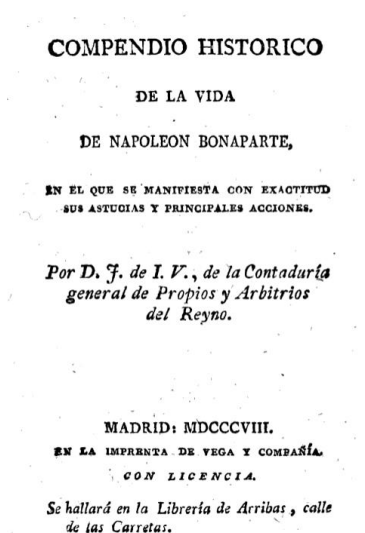 COMPENDIO HISTORICO
DE LA VIDA
DE NAPOLEON BONAPARTE,
EN EL QUE SE MANIFIESTA CON EXACTITUD
SUS ASTUCIAS Y PRINCIPALES ACCIONES.
Por D. J. de I. V., de la Contaduría
general de Propios y Arbitrios
del Reyno.
MADRID: MDCCCVIII.
EN LA IMPRENTA DE VEGA Y COMPAÑÍA.
CON LICENCIA.
Se hallará en la Librería de Arribas, calle
de las Carretas.